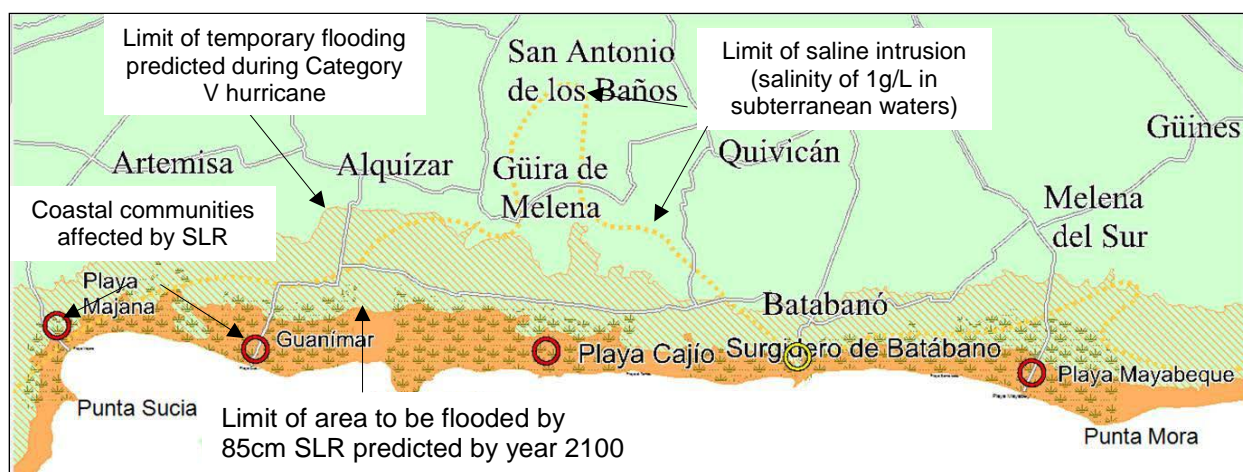 Limit of temporary flooding
predicted during Category
V hurricane
San Antonio
de los Baños
Limit of saline intrusion
(salinity of 1g/L in
subterranean waters)
Güines
Artemisa
Alquízar
Quivicán
Güira de
Melena
Melena
del Sur
Coastal communities
affected by SLR
Playa
Majana
Guanímar
Playa Cajío
Batabanó
Surgidero de Batábano
Playa Mayabeque
Punta Sucia
Limit of area to be flooded by
85cm SLR predicted by year 2100
Punta Mora